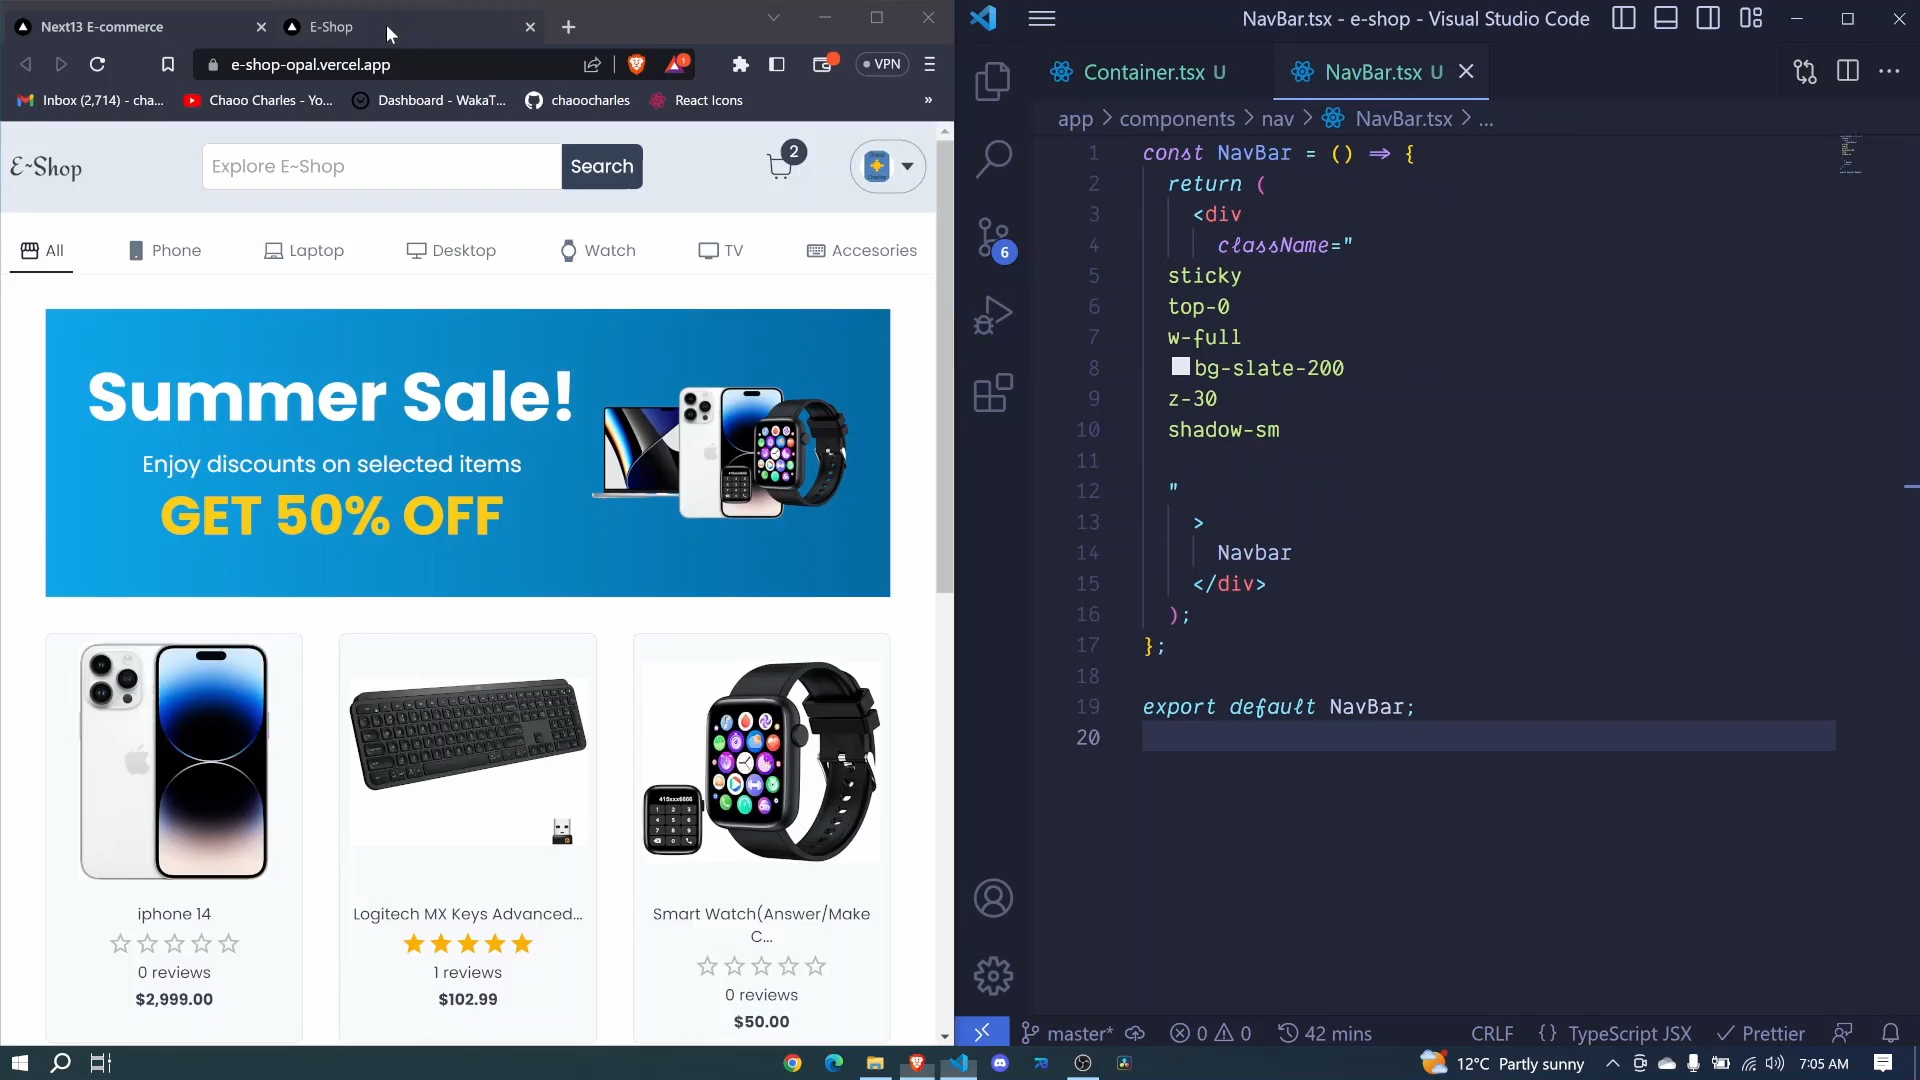 Next13 E-commerce
E-Shop
e-shop-opal.vercel.app
1
VPN
Inbox (2,714) - cha...
Chaoo Charles - Yo...
Dashboard - WakaT...
chaoocharles
React Icons
»
E~Shop
Explore E~Shop
Search
2
All
Phone
Laptop
Desktop
Watch
TV
Accesories
Summer Sale!
Enjoy discounts on selected items
GET 50% OFF
iphone 14
0 reviews
$2,999.00
Logitech MX Keys Advanced...
1 reviews
$102.99
415xxx6666
Smart Watch(Answer/Make
C...
0 reviews
$50.00
NavBar.tsx - e-shop - Visual Studio Code
Container.tsx U
NavBar.tsx U
app > components > nav > NavBar.tsx > ...
6
1 const NavBar = () => {
2 return (
3 <div
4 className="
5 sticky
6 top-0
7 w-full
8 bg-slate-200
9 z-30
10 shadow-sm
11
12 "
13 >
14 Navbar
15 </div>
16 );
17 };
18
19 export default NavBar;
20
master*
0
0
42 mins
CRLF
{} TypeScript JSX
Prettier
12°C Partly sunny
7:05 AM